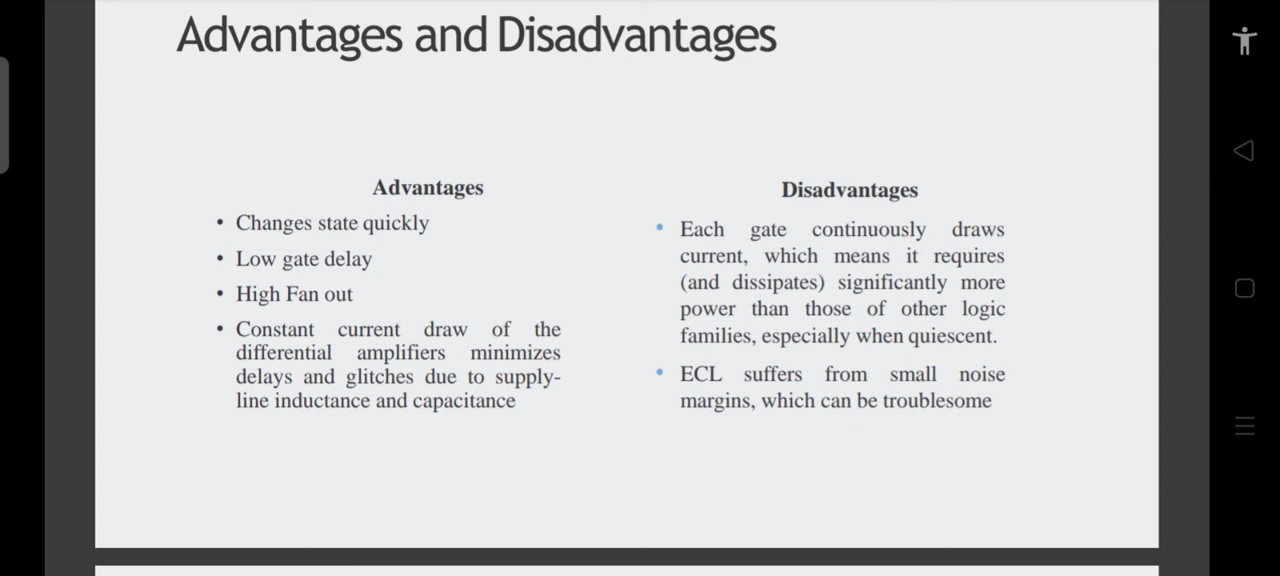 Advantages and Disadvantages
Advantages
• Changes state quickly
• Low gate delay
• High Fan out
• Constant current draw of the
differential amplifiers minimizes
delays and glitches due to supply-
line inductance and capacitance
Disadvantages
• Each gate continuously draws
current, which means it requires
(and dissipates) significantly more
power than those of other logic
families, especially when quiescent.
• ECL suffers from small noise
margins, which can be troublesome